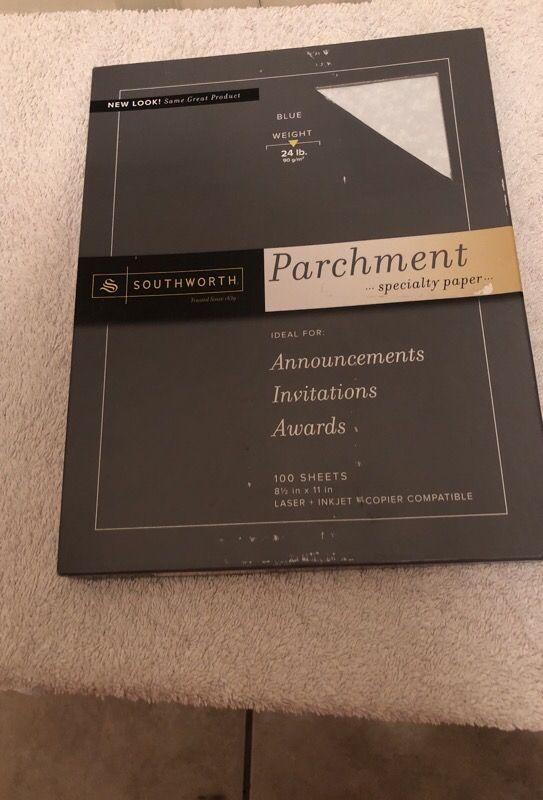 NEW LOOK! Same Great Product
BLUE
WEIGHT
24 lb.
90 g/m²
S SOUTHWORTH
Trusted Since 1839
Parchment
... specialty paper ...
IDEAL FOR:
Announcements
Invitations
Awards
100 SHEETS
8½ in x 11 in
LASER + INKJET + COPIER COMPATIBLE